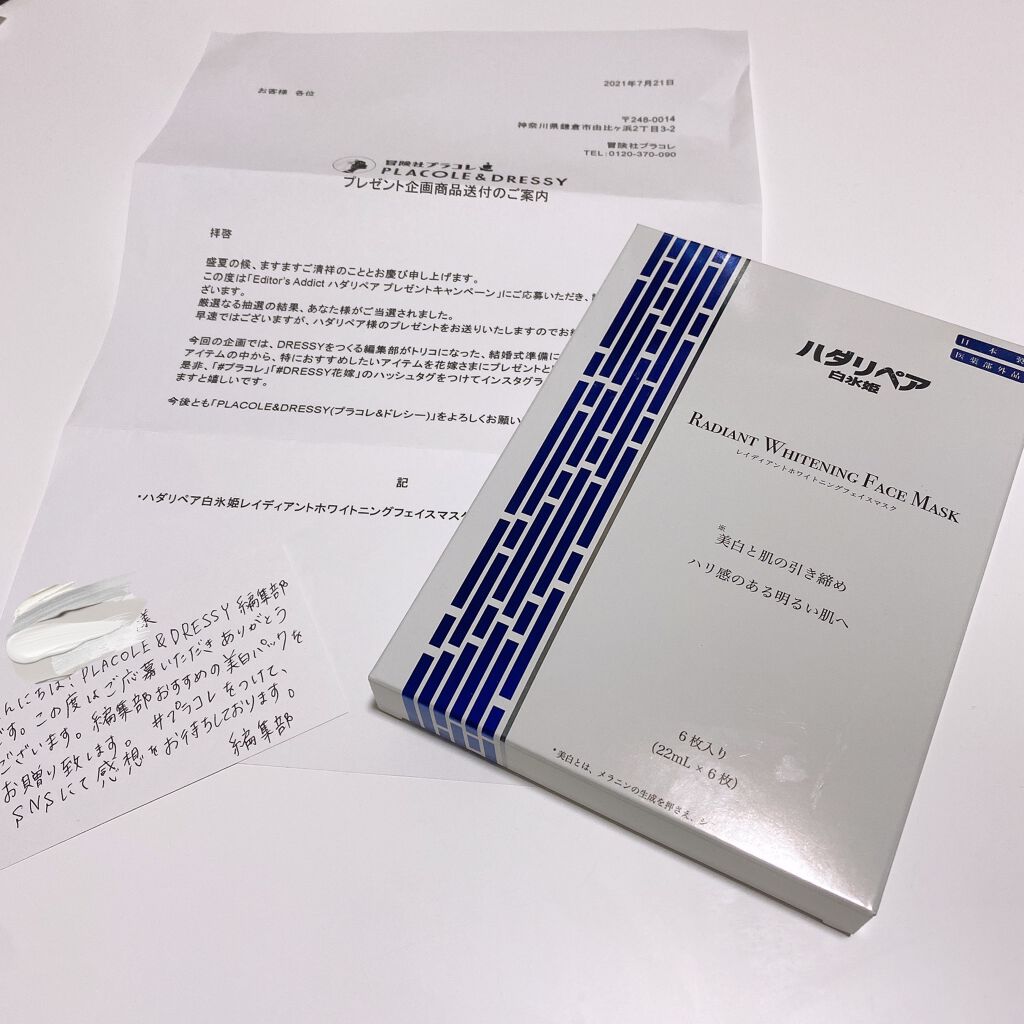 お客様 各位
2021年7月21日
〒248-0014
神奈川県鎌倉市由比ヶ浜2丁目3-2
冒険社プラコレ
TEL:0120-370-090
冒険社プラコレ
PLACOLE&DRESSY
プレゼント企画商品送付のご案内
拝啓
盛夏の候、ますますご清祥のこととお慶び申し上げます。
この度は「Editor's Addict ハダリペア プレゼントキャンペーン」にご応募いただき、
ざいます。
厳選なる抽選の結果、あなた様がご当選されました。
早速ではございますが、ハダリペア様のプレゼントをお送りいたしますのでお
今回の企画では、DRESSYをつくる編集部がトリコになった、結婚式準備に
アイテムの中から、特におすすめしたいアイテムを花嫁さまにプレゼントと
是非、「#プラコレ」「#DRESSY花嫁」のハッシュタグをつけてインスタグラ
ますと嬉しいです。
今後とも「PLACOLE&DRESSY(プラコレ&ドレシー)」をよろしくお願い
記
・ハダリペア白氷姫レイディアントホワイトニングフェイスマスク
様
んにちは、PLACOLE&DRESSY 編集部
です。この度はご応募いただきありがとう
ございます。編集部おすすめの美白パックを
お贈り致します。#プラコレ をつけて、
SNSにて感想をお待ちしております。
編集部
日本製
医薬部外品
ハダリペア
白氷姫
RADIANT WHITENING FACE MASK
レイディアントホワイトニングフェイスマスク
※美白と肌の引き締め
ハリ感のある明るい肌へ
6枚入り
(22mL × 6枚)
*美白とは、メラニンの生成を押さえ、シ